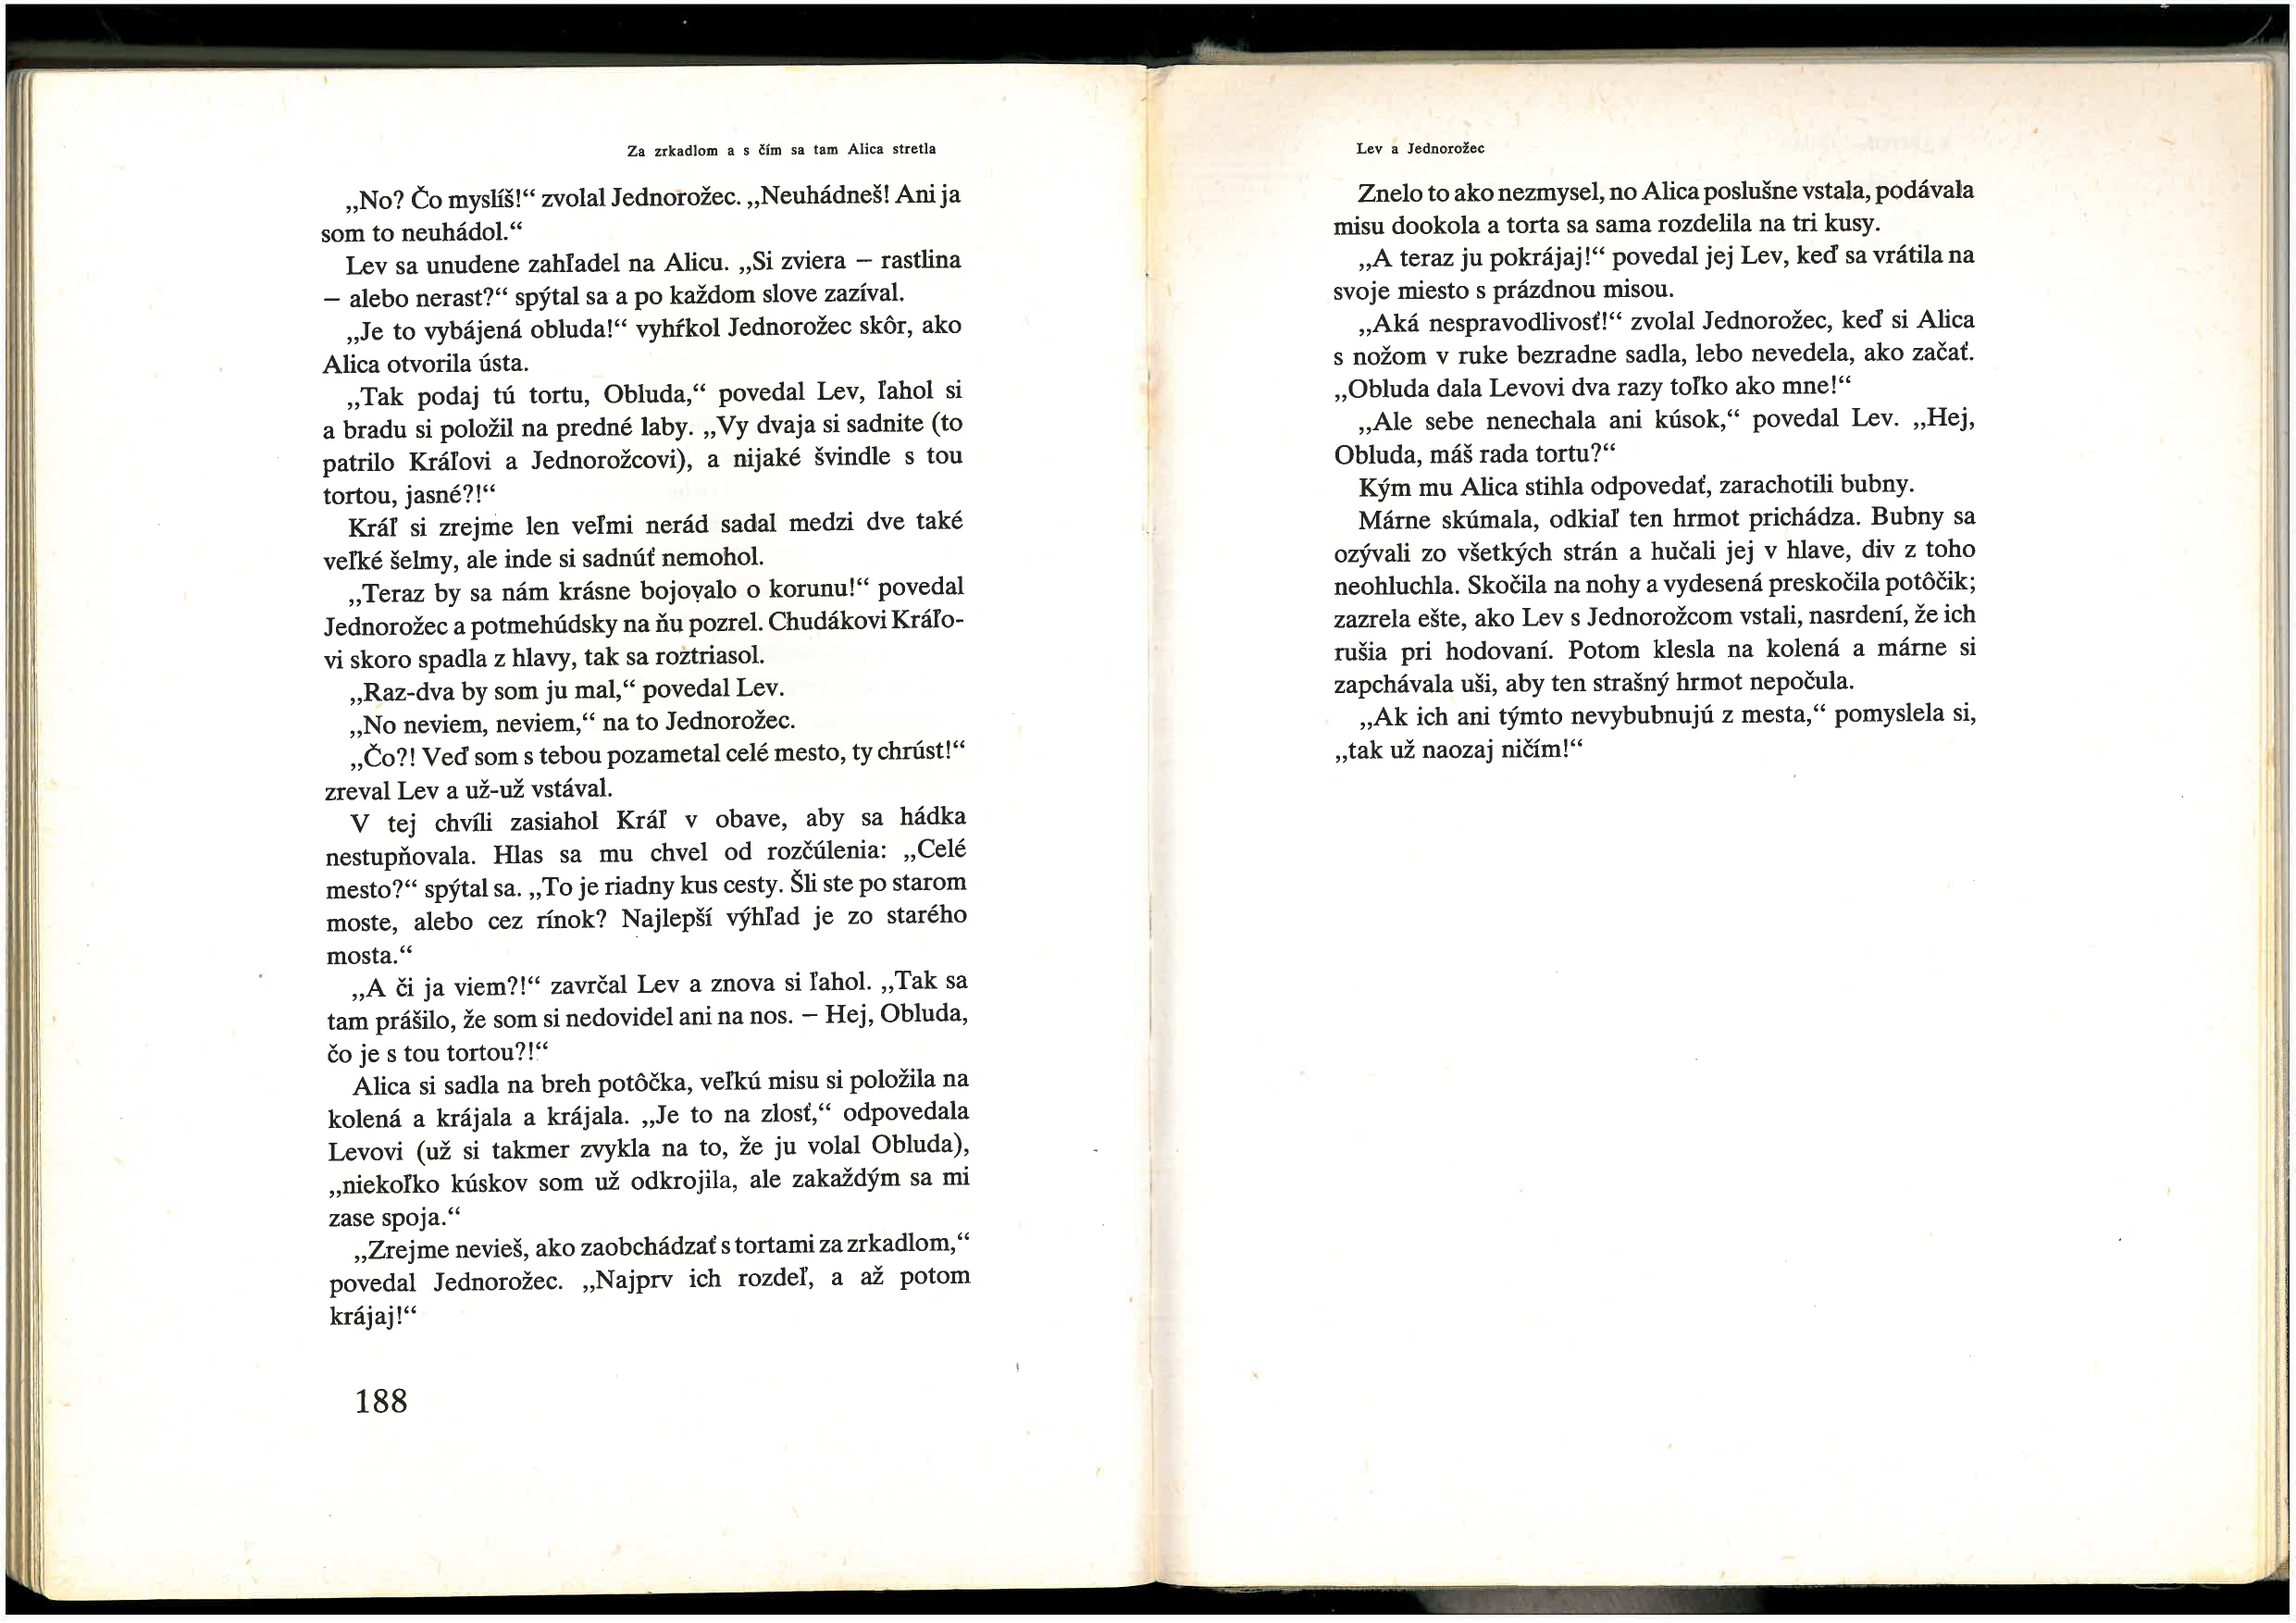 Za zrkadlom a s čím sa tam Alica stretla
„No? Čo myslíš!“ zvolal Jednorožec. „Neuhádneš! Ani ja
som to neuhádol.“
Lev sa unudene zahľadel na Alicu. „Si zviera — rastlina
— alebo nerast?“ spýtal sa a po každom slove zazíval.
„Je to vybájená obluda!“ vyhŕkol Jednorožec skôr, ako
Alica otvorila ústa.
„Tak podaj tú tortu, Obluda,“ povedal Lev, ľahol si
a bradu si položil na predné laby. „Vy dvaja si sadnite (to
patrilo Kráľovi a Jednorožcovi), a nijaké švindle s tou
tortou, jasné?!“
Kráľ si zrejme len veľmi nerád sadal medzi dve také
veľké šelmy, ale inde si sadnúť nemohol.
„Teraz by sa nám krásne bojovalo o korunu!“ povedal
Jednorožec a potmehúdsky na ňu pozrel. Chudákovi Kráľo-
vi skoro spadla z hlavy, tak sa roztriasol.
„Raz-dva by som ju mal,“ povedal Lev.
„No neviem, neviem,“ na to Jednorožec.
„Čo?! Veď som s tebou pozametal celé mesto, ty chrúst!“
zreval Lev a už-už vstával.
V tej chvíli zasiahol Kráľ v obave, aby sa hádka
nestupňovala. Hlas sa mu chvel od rozčúlenia: „Celé
mesto?“ spýtal sa. „To je riadny kus cesty. Šli ste po starom
moste, alebo cez rínok? Najlepší výhľad je zo starého
mosta.“
„A či ja viem?!“ zavrčal Lev a znova si ľahol. „Tak sa
tam prášilo, že som si nedovidel ani na nos. — Hej, Obluda,
čo je s tou tortou?!“
Alica si sadla na breh potôčka, veľkú misu si položila na
kolená a krájala a krájala. „Je to na zlosť,“ odpovedala
Levovi (už si takmer zvykla na to, že ju volal Obluda),
„niekoľko kúskov som už odkrojila, ale zakaždým sa mi
zase spoja.“
„Zrejme nevieš, ako zaobchádzať s tortami za zrkadlom,“
povedal Jednorožec. „Najprv ich rozdeľ, a až potom
krájaj!“
188
Lev a Jednorožec
Znelo to ako nezmysel, no Alica poslušne vstala, podávala
misu dookola a torta sa sama rozdelila na tri kusy.
„A teraz ju pokrájaj!“ povedal jej Lev, keď sa vrátila na
svoje miesto s prázdnou misou.
„Aká nespravodlivosť!“ zvolal Jednorožec, keď si Alica
s nožom v ruke bezradne sadla, lebo nevedela, ako začať.
„Obluda dala Levovi dva razy toľko ako mne!“
„Ale sebe nenechala ani kúsok,“ povedal Lev. „Hej,
Obluda, máš rada tortu?“
Kým mu Alica stihla odpovedať, zarachotili bubny.
Márne skúmala, odkiaľ ten hrmot prichádza. Bubny sa
ozývali zo všetkých strán a hučali jej v hlave, div z toho
neohluchla. Skočila na nohy a vydesená preskočila potôčik;
zazrela ešte, ako Lev s Jednorožcom vstali, nasrdení, že ich
rušia pri hodovaní. Potom klesla na kolená a márne si
zapchávala uši, aby ten strašný hrmot nepočula.
„Ak ich ani týmto nevybubnujú z mesta,“ pomyslela si,
„tak už naozaj ničím!“